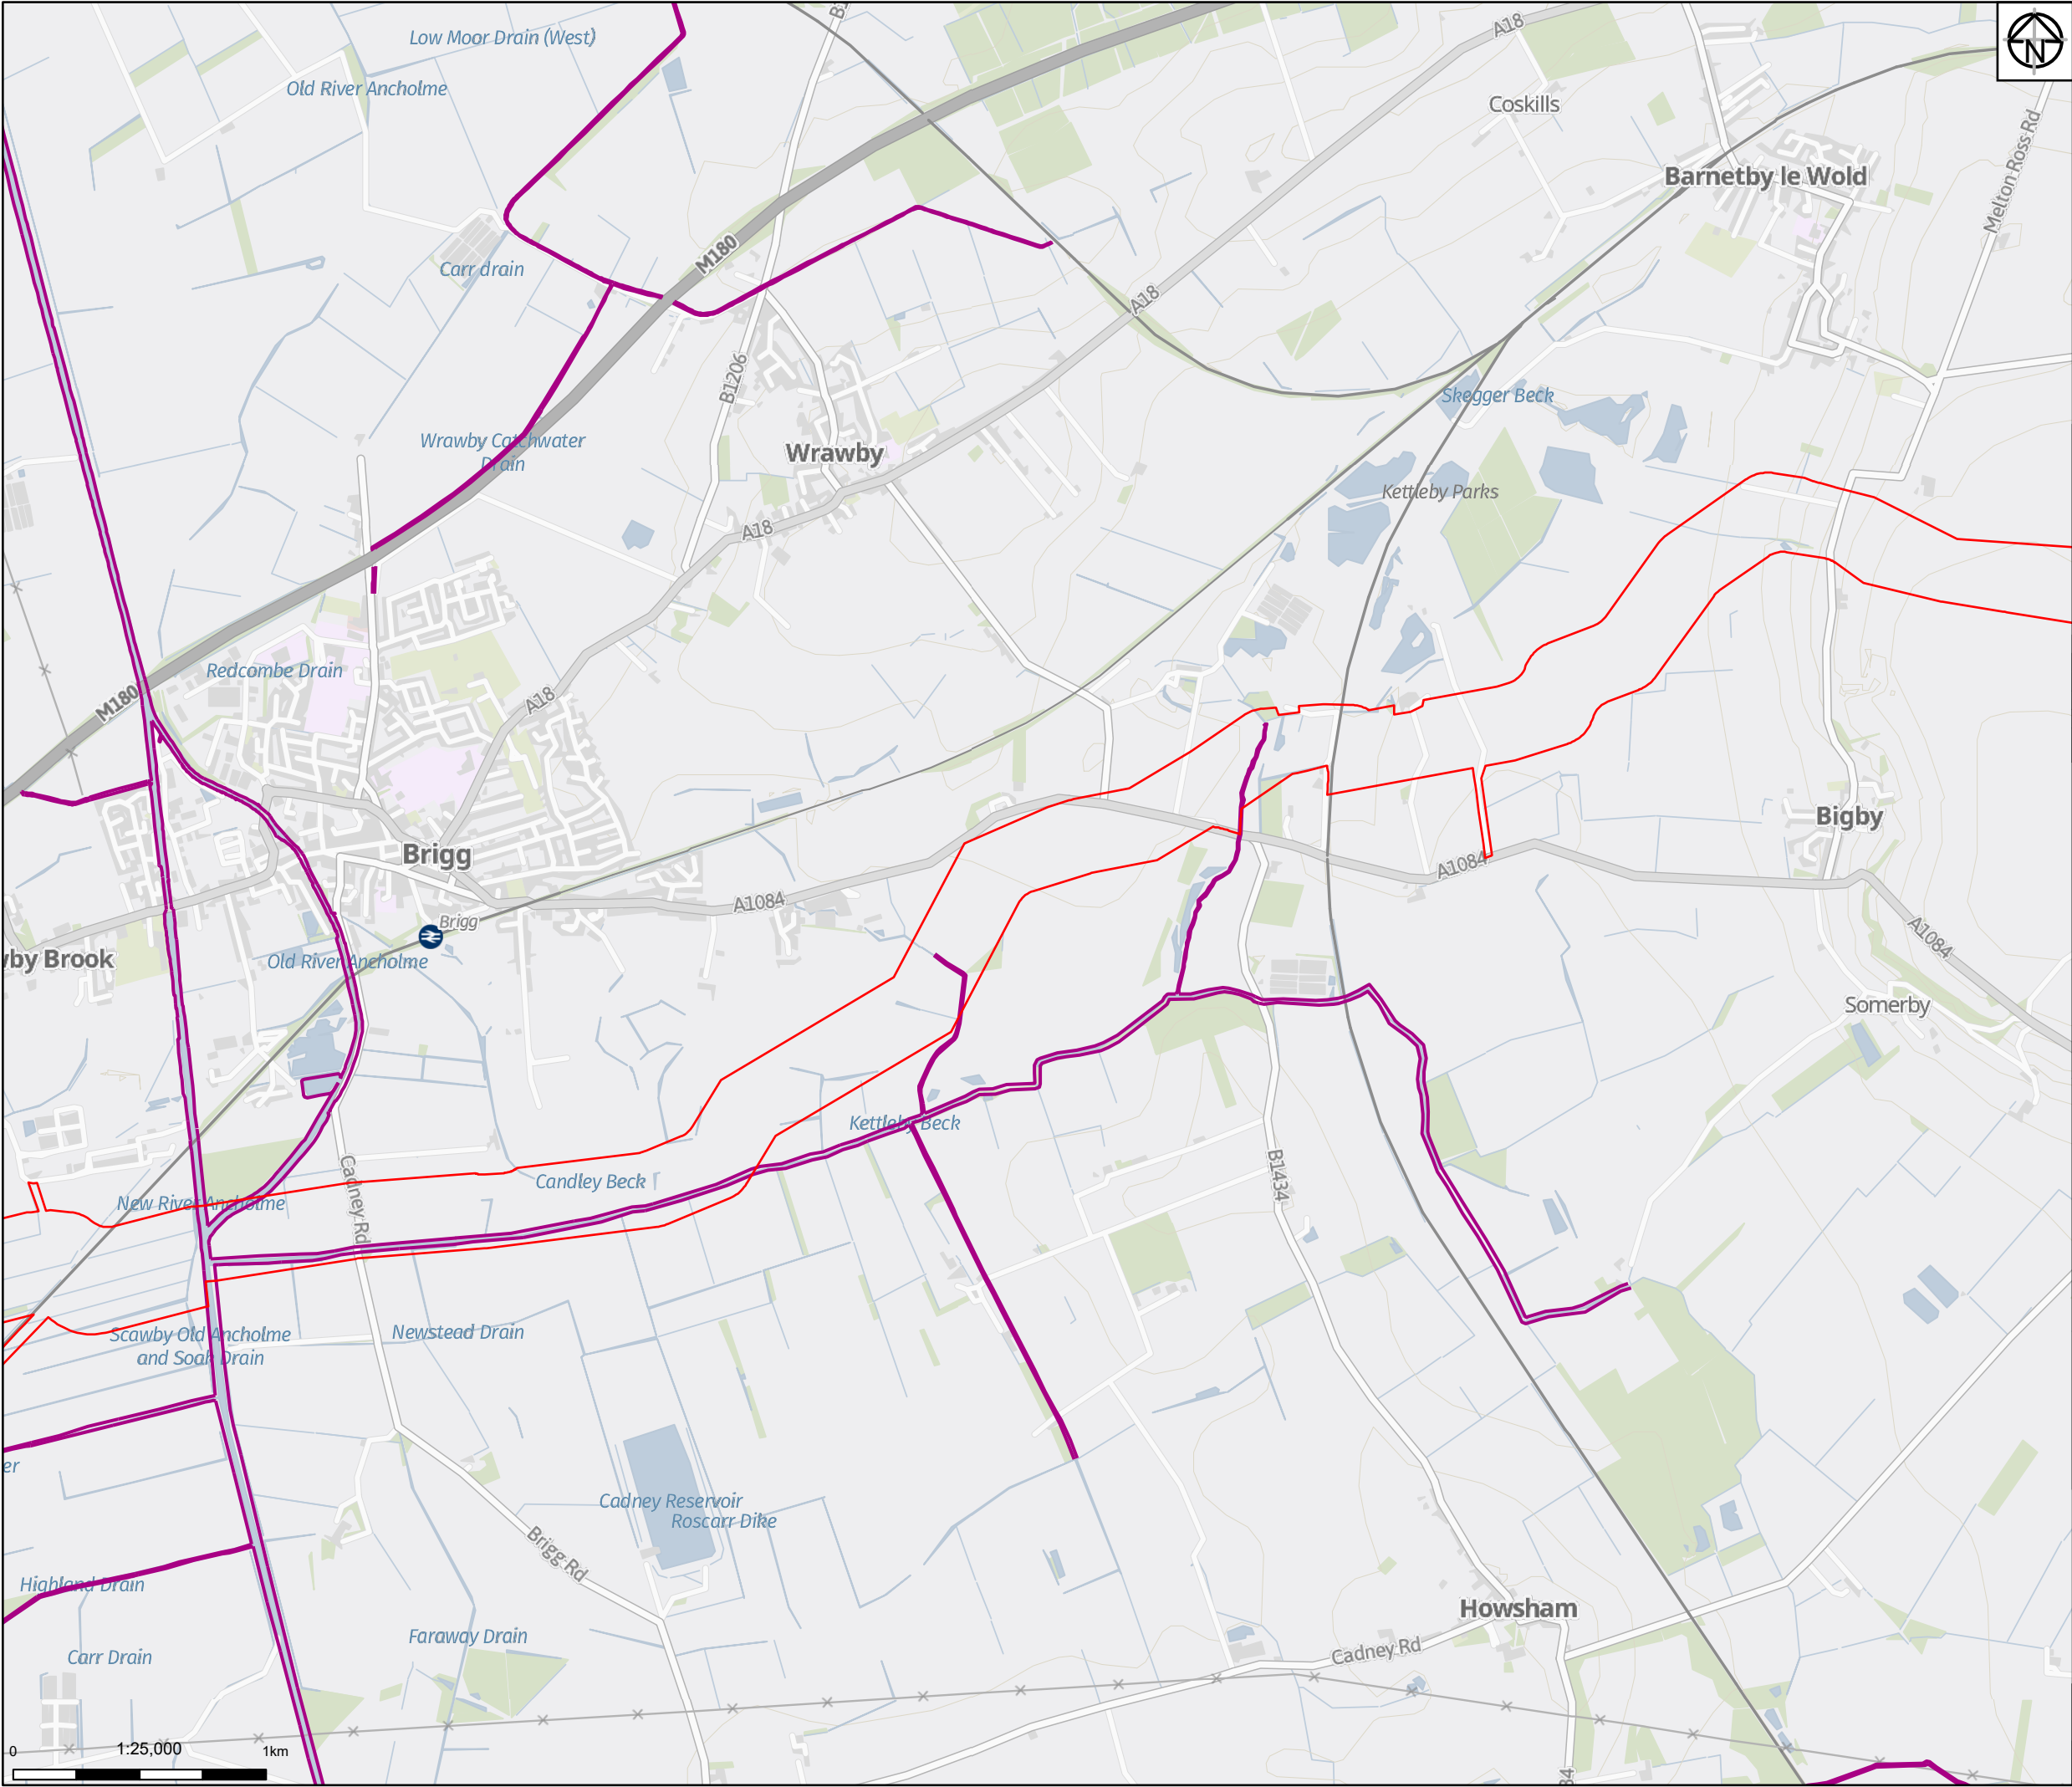 Low Moor Drain (West)
A18
N
Old River Ancholme
Coskills
Melton Ross Rd
Barnetby le Wold
M180
Carr drain
A18
B1206
Skegger Beck
Wrawby Catchwater
Drain
Wrawby
Kettleby Parks
A18
Redcombe Drain
M180
A18
Bigby
Brigg
A1084
A1084
Brigg
A1084
Old River Ancholme
wby Brook
Somerby
Kettleby Beck
Cadney Rd
Candley Beck
B1434
New River Ancholme
Newstead Drain
Scawby Old Ancholme
and Soak Drain
er
Cadney Reservoir
Roscarr Dike
Brigg Rd
Highland Drain
Howsham
Faraway Drain
Cadney Rd
Carr Drain
0 1:25,000 1km